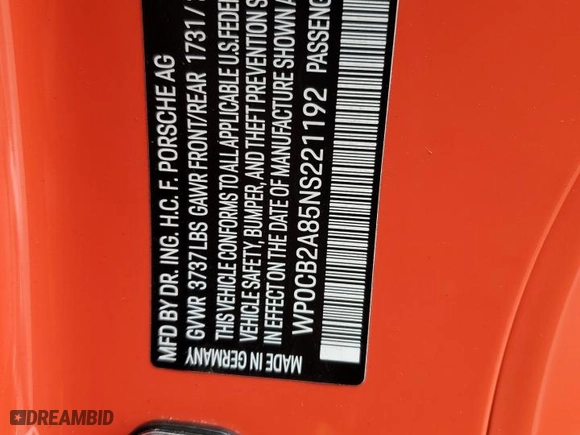 MFD BY DR. ING. H.C. F. PORSCHE AG
GVWR 3737 LBS GAWR FRONT/REAR 1731 /
THIS VEHICLE CONFORMS TO ALL APPLICABLE U.S. FEDE
VEHICLE SAFETY, BUMPER, AND THEFT PREVENTION S
IN EFFECT ON THE DATE OF MANUFACTURE SHOWN A
WP0CB2A85NS221192 PASSENG
MADE IN GERMANY
DREAMBID